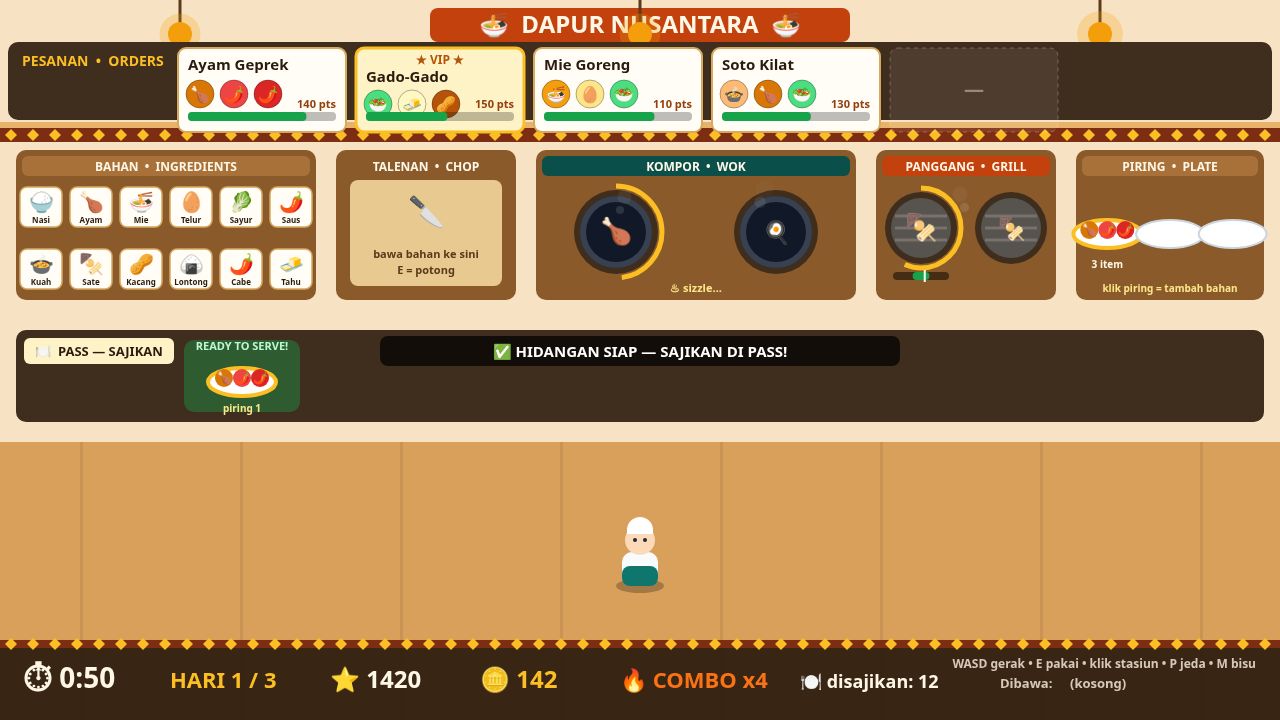 🍜 DAPUR NUSANTARA 🍜
PESANAN • ORDERS
Ayam Geprek
140 pts
★ VIP ★
Gado-Gado
150 pts
Mie Goreng
110 pts
Soto Kilat
130 pts
—
BAHAN • INGREDIENTS
Nasi Ayam Mie Telur Sayur Saus
Kuah Sate Kacang Lontong Cabe Tahu
TALENAN • CHOP
bawa bahan ke sini
E = potong
KOMPOR • WOK
♨ sizzle...
PANGGANG • GRILL
PIRING • PLATE
3 item
klik piring = tambah bahan
🍽️ PASS — SAJIKAN
READY TO SERVE!
piring 1
✅ HIDANGAN SIAP — SAJIKAN DI PASS!
⏱ 0:50
HARI 1 / 3
⭐ 1420
🪙 142
🔥 COMBO x4
🍽️ disajikan: 12
WASD gerak • E pakai • klik stasiun • P jeda • M bisu
Dibawa: (kosong)